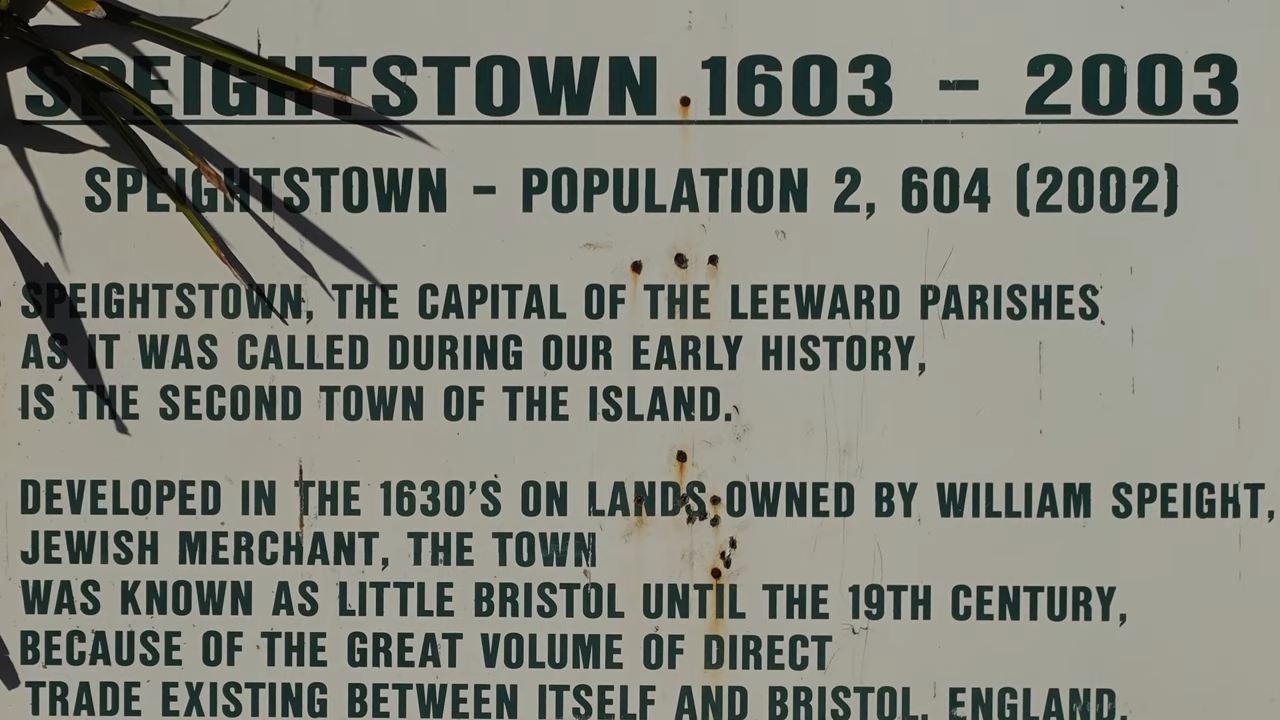 SPEIGHTSTOWN 1603 - 2003
SPEIGHTSTOWN - POPULATION 2, 604 (2002)
SPEIGHTSTOWN, THE CAPITAL OF THE LEEWARD PARISHES
AS IT WAS CALLED DURING OUR EARLY HISTORY,
IS THE SECOND TOWN OF THE ISLAND.
DEVELOPED IN THE 1630'S ON LANDS OWNED BY WILLIAM SPEIGHT,
JEWISH MERCHANT, THE TOWN
WAS KNOWN AS LITTLE BRISTOL UNTIL THE 19TH CENTURY,
BECAUSE OF THE GREAT VOLUME OF DIRECT
TRADE EXISTING BETWEEN ITSELF AND BRISTOL, ENGLAND.